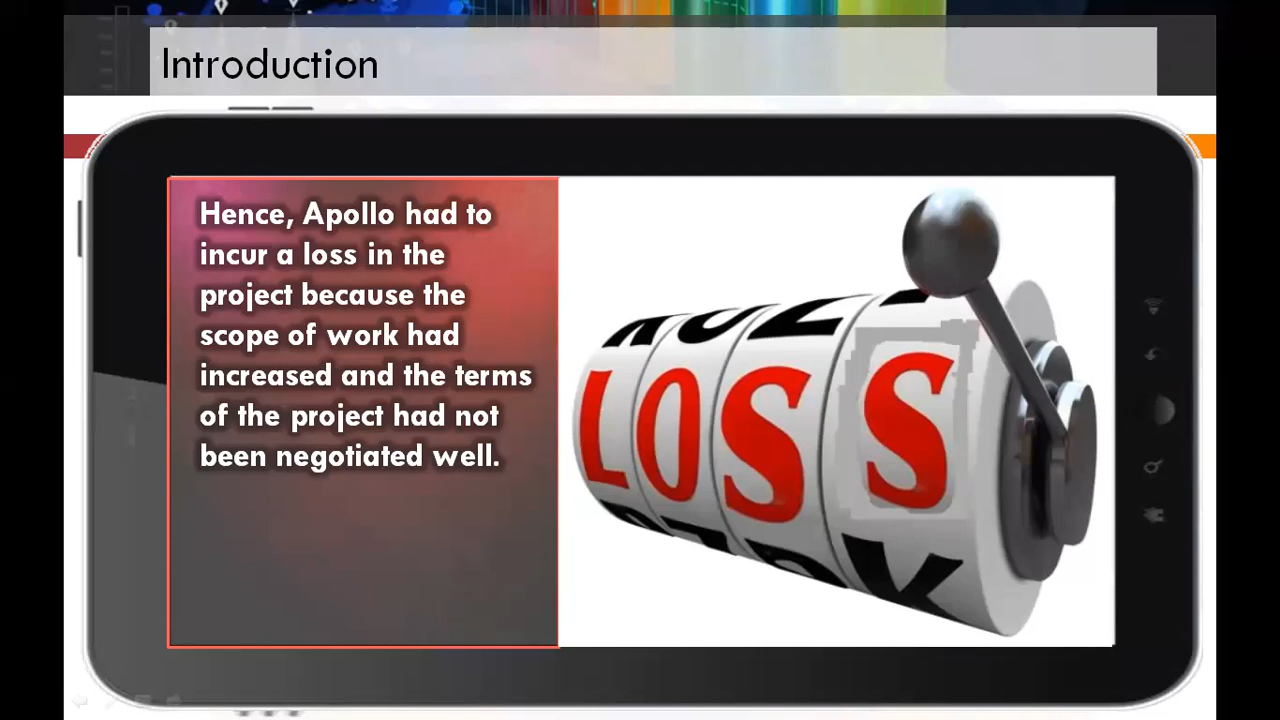 Introduction
Hence, Apollo had to
incur a loss in the
project because the
scope of work had
increased and the terms
of the project had not
been negotiated well.
LOSS